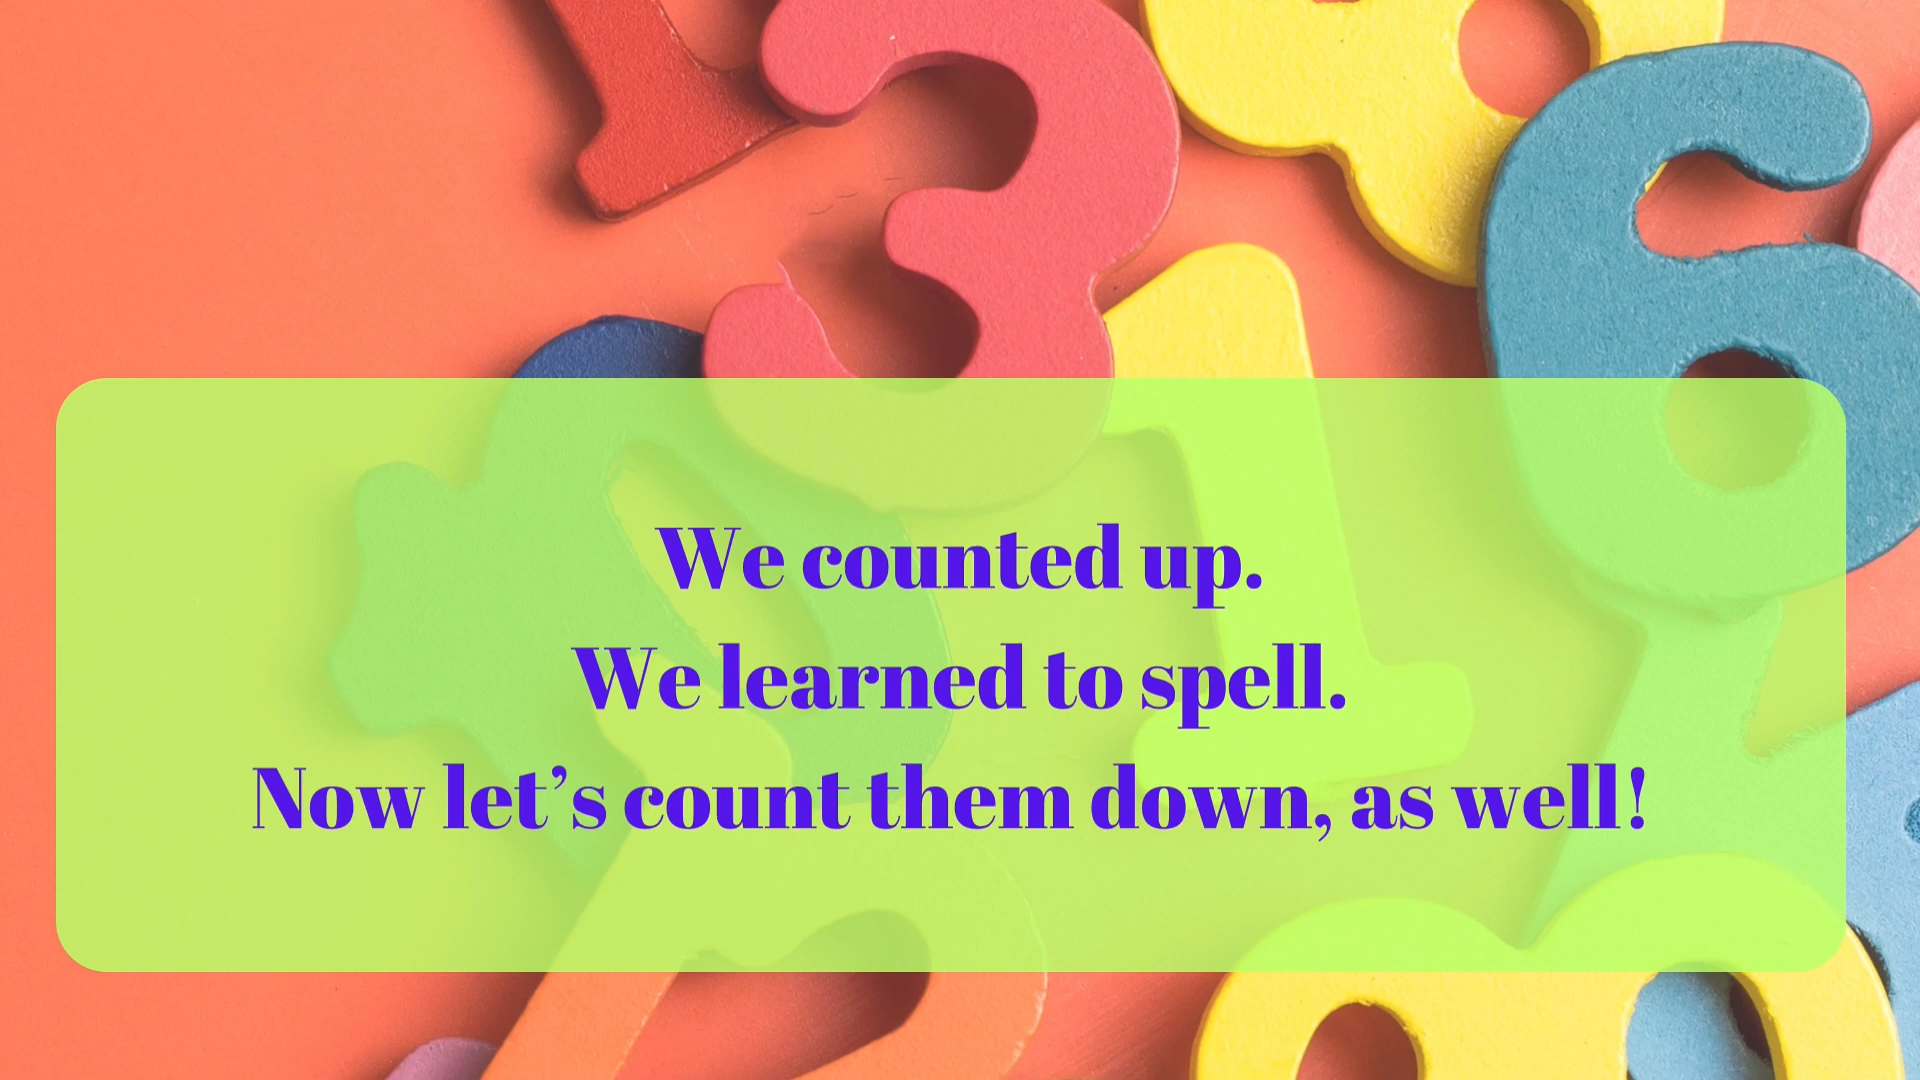 We counted up.
We learned to spell.
Now let’s count them down, as well!